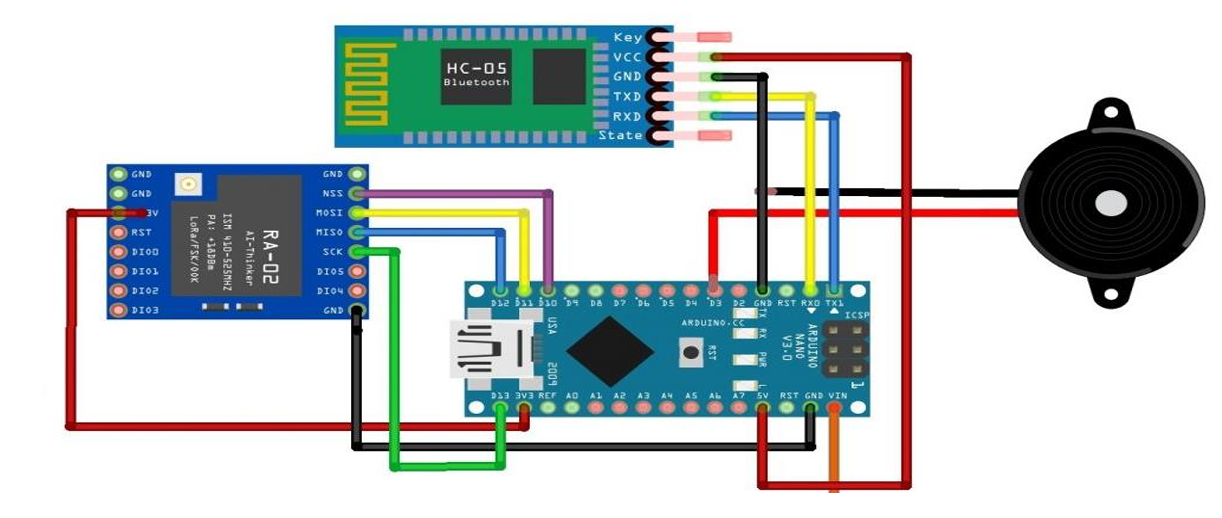 Key
VCC
GND
TXD
RXD
State
HC-05
Bluetooth
GND
GND
3V
RST
DIO0
DIO1
DIO2
DIO3
RA-02
AI-Thinker
ISM 410-525MHZ
PA: +18DBm
LoRa/FSK/OOK
GND
NSS
MOSI
MISO
SCK
DIO5
DIO4
GND
D12 D11 D10 D9 D8 D7 D6 D5 D4 D3 D2 GND RST RX0 TX1
USA
2009
ARDUINO.CC
RST
TX
RX
PWR
L
ARDUINO
NANO
V3.0
ICSP
1
D13 3V3 REF A0 A1 A2 A3 A4 A5 A6 A7 5V RST GND VIN